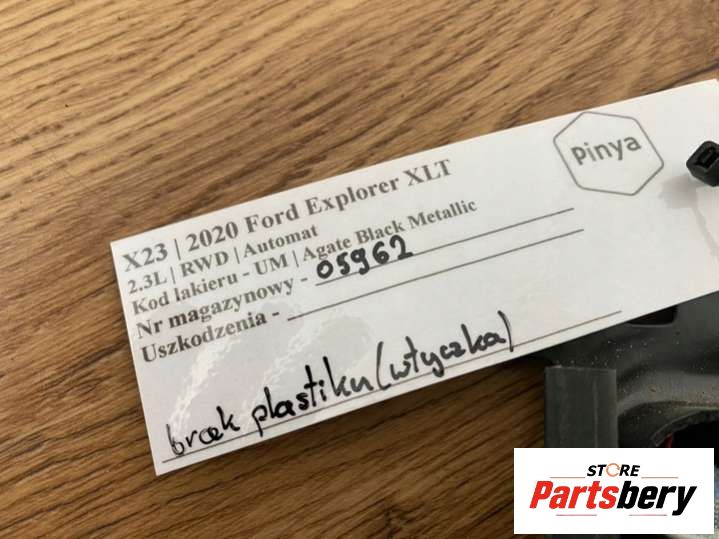 Pinya
X23 | 2020 Ford Explorer XLT
2.3L | RWD | Automat
Kod lakieru - UM | Agate Black Metallic
Nr magazynowy - 05962
Uszkodzenia -
brak plastiku (wtyczka)
STORE
Partsbery